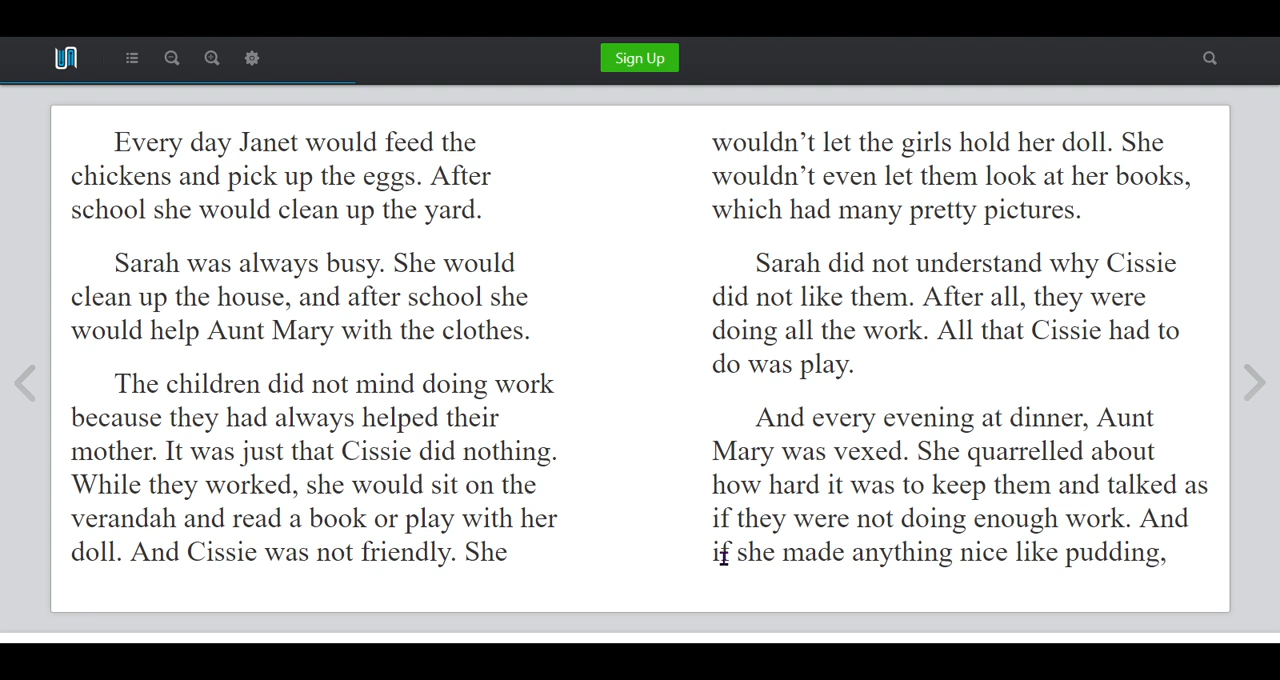 Sign Up
Every day Janet would feed the
chickens and pick up the eggs. After
school she would clean up the yard.
Sarah was always busy. She would
clean up the house, and after school she
would help Aunt Mary with the clothes.
The children did not mind doing work
because they had always helped their
mother. It was just that Cissie did nothing.
While they worked, she would sit on the
verandah and read a book or play with her
doll. And Cissie was not friendly. She
wouldn’t let the girls hold her doll. She
wouldn’t even let them look at her books,
which had many pretty pictures.
Sarah did not understand why Cissie
did not like them. After all, they were
doing all the work. All that Cissie had to
do was play.
And every evening at dinner, Aunt
Mary was vexed. She quarrelled about
how hard it was to keep them and talked as
if they were not doing enough work. And
if she made anything nice like pudding,